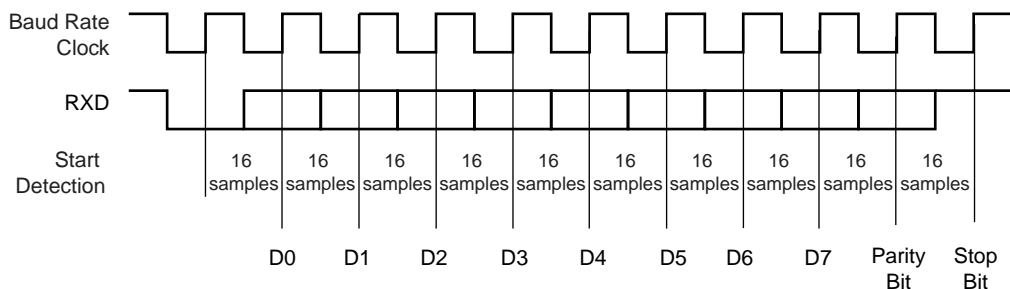 Baud Rate
Clock
RXD
Start
Detection
16 16 16 16 16 16 16 16 16 16
samples samples samples samples samples samples samples samples samples samples
D0 D1 D2 D3 D4 D5 D6 D7 Parity Stop
Bit Bit